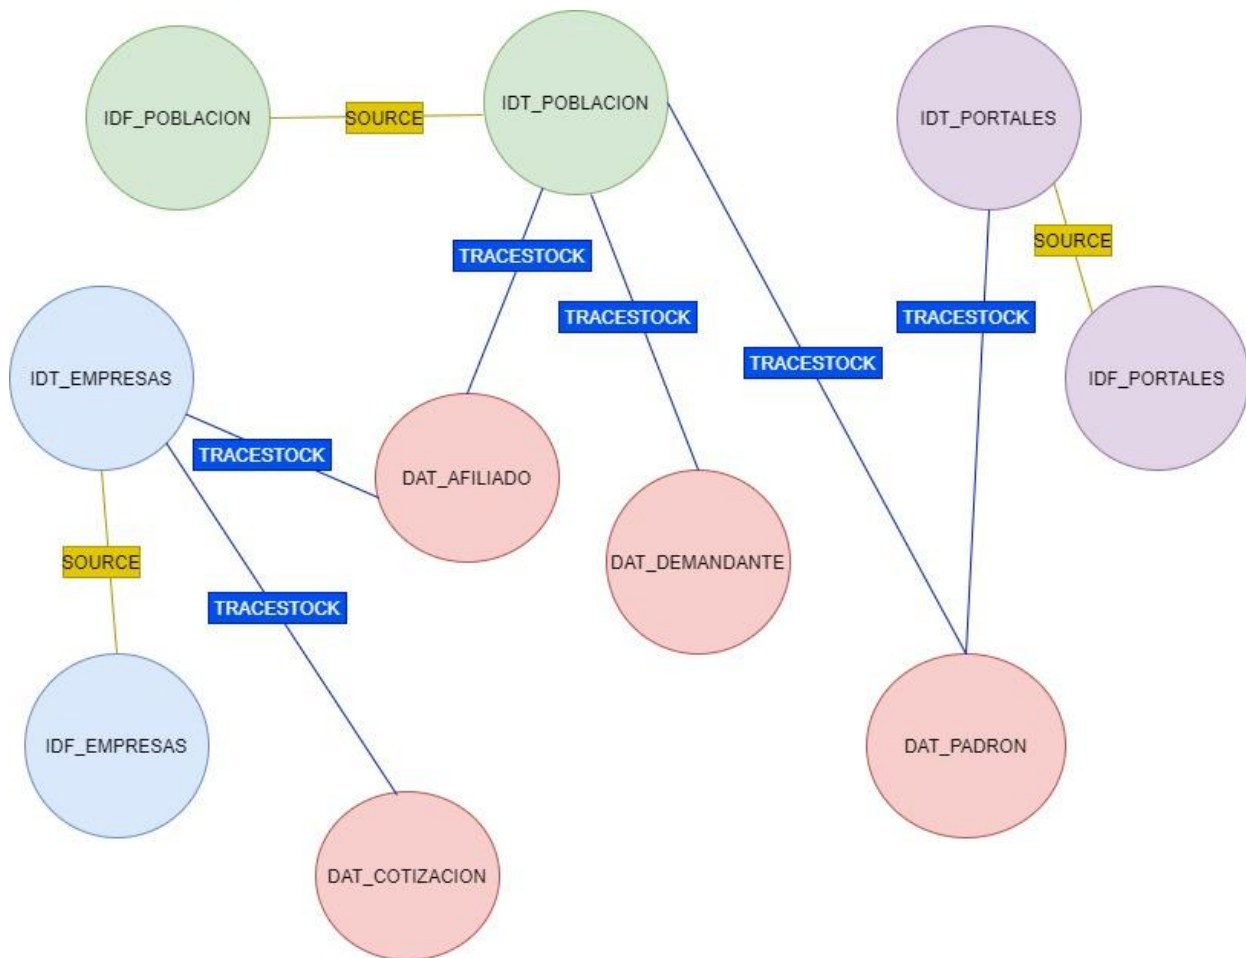 IDF_POBLACION
SOURCE
IDT_POBLACION
IDT_PORTALES
TRACESTOCK
SOURCE
TRACESTOCK
TRACESTOCK
TRACESTOCK
IDT_EMPRESAS
IDF_PORTALES
TRACESTOCK
DAT_AFILIADO
SOURCE
DAT_DEMANDANTE
TRACESTOCK
IDF_EMPRESAS
DAT_PADRON
DAT_COTIZACION